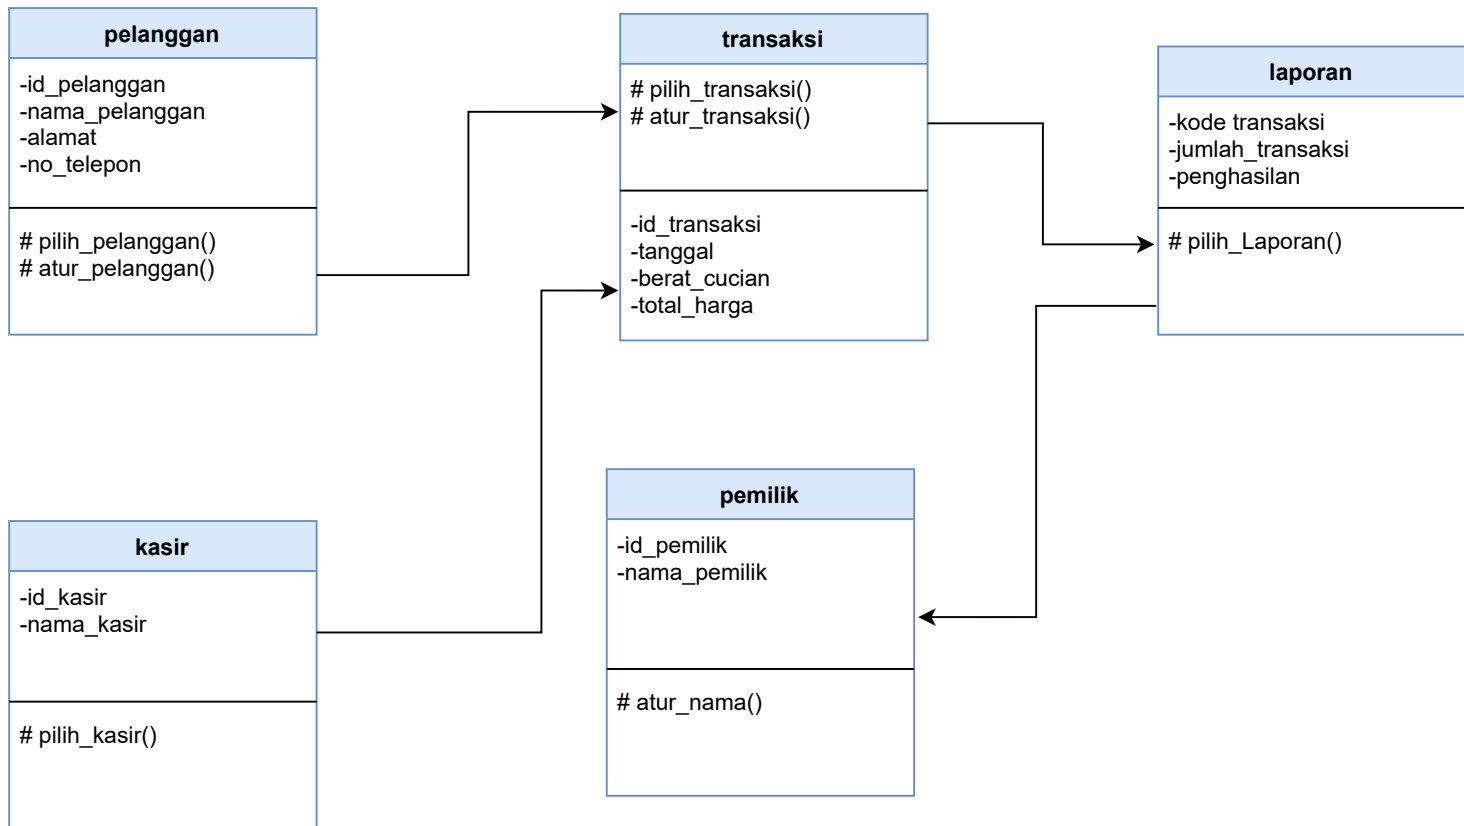 pelanggan
-id_pelanggan
-nama_pelanggan
-alamat
-no_telepon
# pilih_pelanggan()
# atur_pelanggan()
transaksi
# pilih_transaksi()
# atur_transaksi()
-id_transaksi
-tanggal
-berat_cucian
-total_harga
laporan
-kode transaksi
-jumlah_transaksi
-penghasilan
# pilih_Laporan()
kasir
-id_kasir
-nama_kasir
# pilih_kasir()
pemilik
-id_pemilik
-nama_pemilik
# atur_nama()